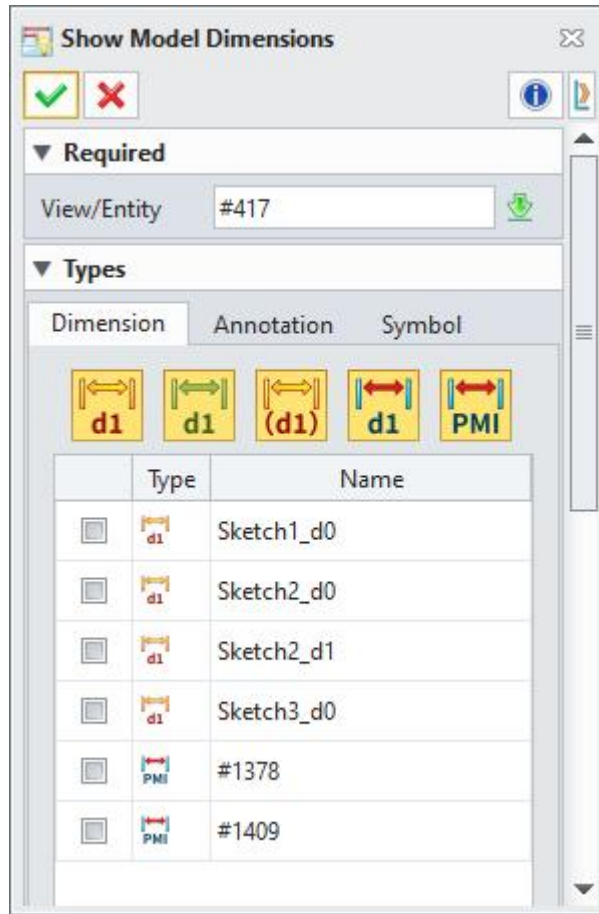 Show Model Dimensions
Required
View/Entity #417
Types
Dimension Annotation Symbol
d1 d1 (d1) d1 PMI
Type Name
d1 Sketch1_d0
d1 Sketch2_d0
d1 Sketch2_d1
d1 Sketch3_d0
PMI #1378
PMI #1409